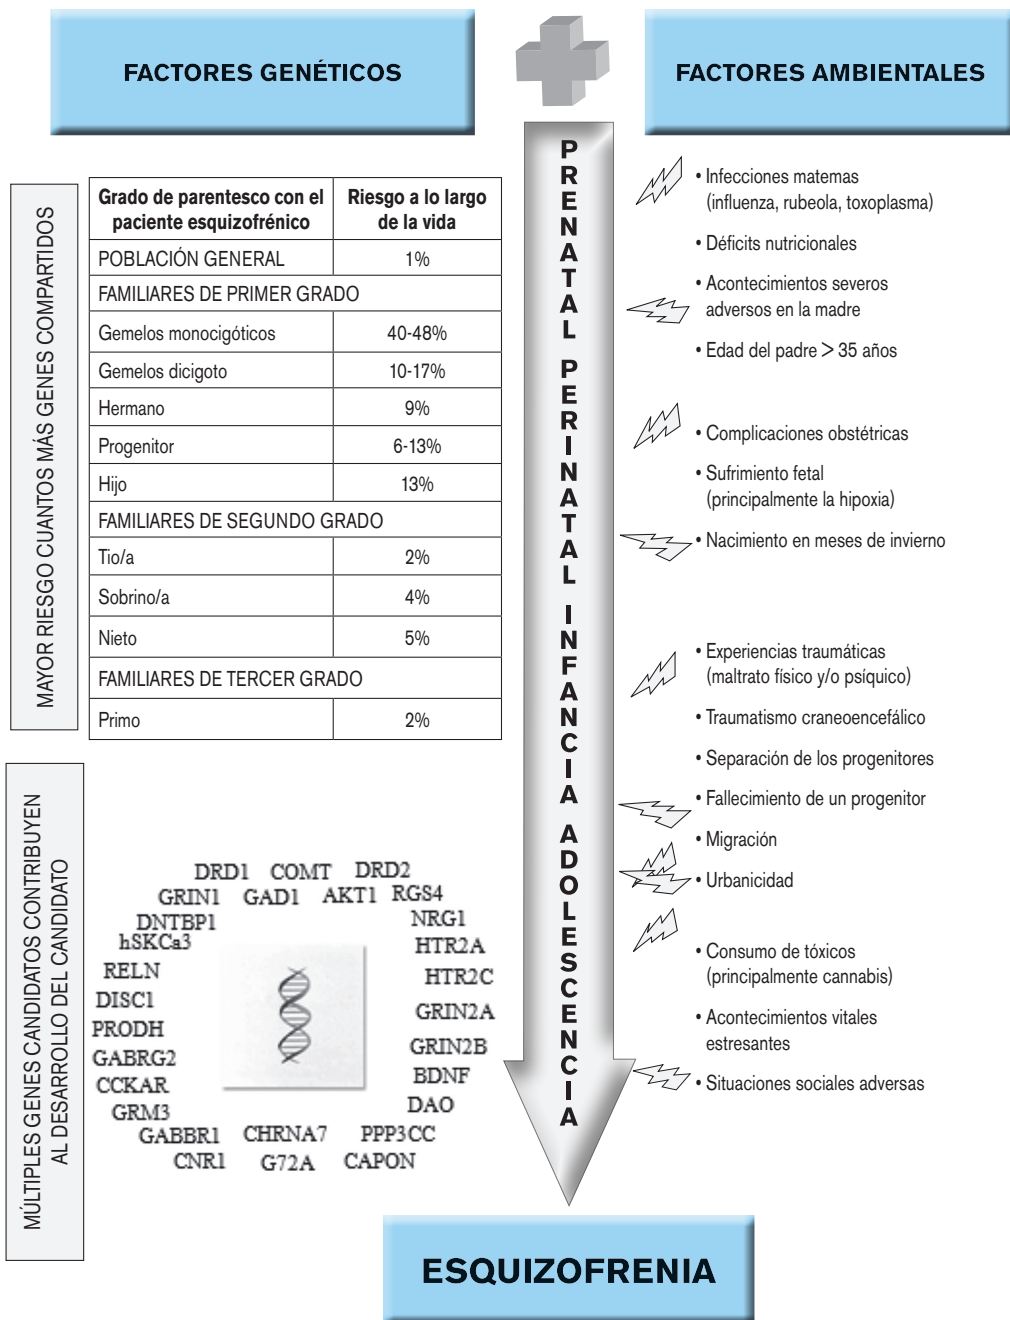 FACTORES GENÉTICOS
FACTORES AMBIENTALES
MAYOR RIESGO CUANTOS MÁS GENES COMPARTIDOS
Grado de parentesco con el paciente esquizofrénico
Riesgo a lo largo de la vida
POBLACIÓN GENERAL 1%
FAMILIARES DE PRIMER GRADO
Gemelos monocigóticos 40-48%
Gemelos dicigoto 10-17%
Hermano 9%
Progenitor 6-13%
Hijo 13%
FAMILIARES DE SEGUNDO GRADO
Tio/a 2%
Sobrino/a 4%
Nieto 5%
FAMILIARES DE TERCER GRADO
Primo 2%
MÚLTIPLES GENES CANDIDATOS CONTRIBUYEN
AL DESARROLLO DEL CANDIDATO
DRD1 COMT DRD2
GRIN1 GAD1 AKT1 RGS4
DNTBP1 NRG1
hSKCa3 HTR2A
RELN HTR2C
DISC1 GRIN2A
PRODH
GABRG2 GRIN2B
CCKAR BDNF
GRM3 DAO
GABBR1 CHRNA7 PPP3CC
CNR1 G72A CAPON
PRENATAL PERINATAL INFANCIA ADOLESCENCIA
• Infecciones matemas
(influenza, rubeola, toxoplasma)
• Déficits nutricionales
• Acontecimientos severos
adversos en la madre
• Edad del padre > 35 años
• Complicaciones obstétricas
• Sufrimiento fetal
(principalmente la hipoxia)
• Nacimiento en meses de invierno
• Experiencias traumáticas
(maltrato físico y/o psíquico)
• Traumatismo craneoencefálico
• Separación de los progenitores
• Fallecimiento de un progenitor
• Migración
• Urbanicidad
• Consumo de tóxicos
(principalmente cannabis)
• Acontecimientos vitales
estresantes
• Situaciones sociales adversas
ESQUIZOFRENIA